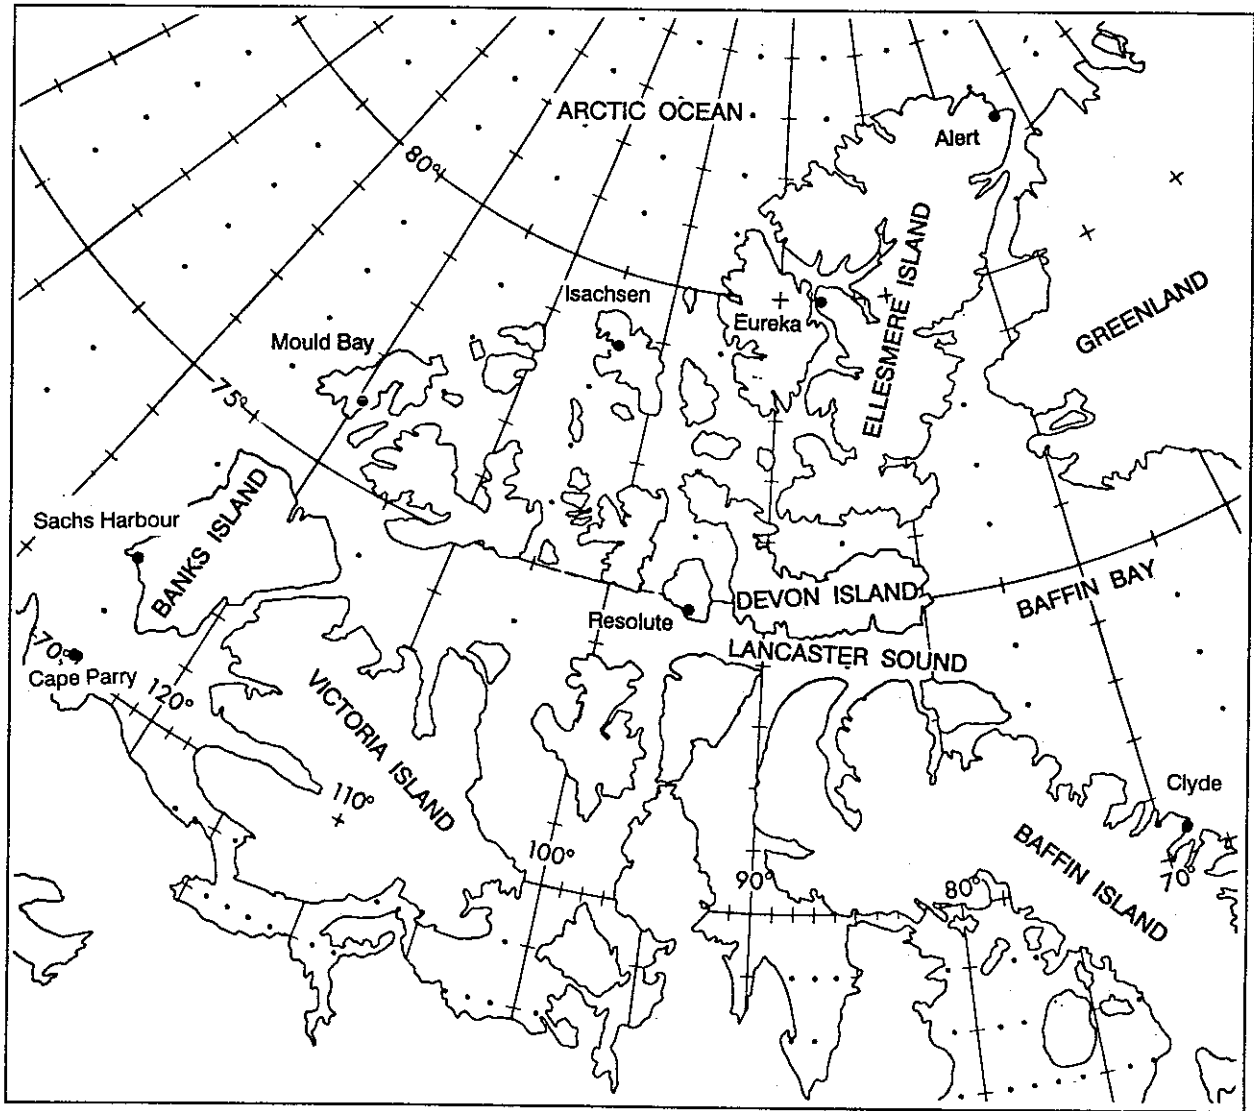 ARCTIC OCEAN
Alert
80°
Isachsen
Eureka
ELLESMERE ISLAND
GREENLAND
Mould Bay
75°
Sachs Harbour
BANKS ISLAND
Resolute
DEVON ISLAND
BAFFIN BAY
LANCASTER SOUND
70°
Cape Parry
120°
VICTORIA ISLAND
110°
Clyde
100°
90°
80°
BAFFIN ISLAND
70°